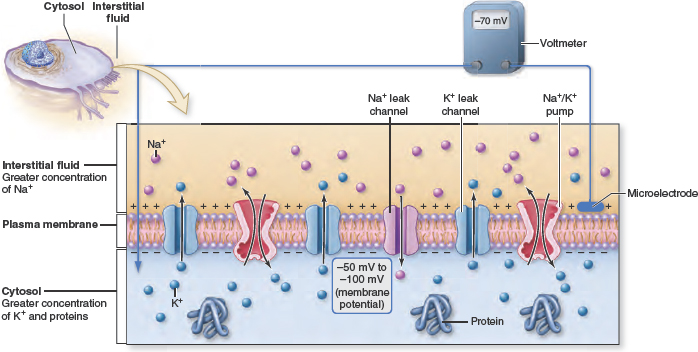 Cytosol
Interstitial
fluid
–70 mV
Voltmeter
Na⁺ leak
channel
K⁺ leak
channel
Na⁺/K⁺
pump
Na⁺
Interstitial fluid
Greater concentration
of Na⁺
Microelectrode
Plasma membrane
Cytosol
Greater concentration
of K⁺ and proteins
K⁺
–50 mV to
–100 mV
(membrane
potential)
Protein